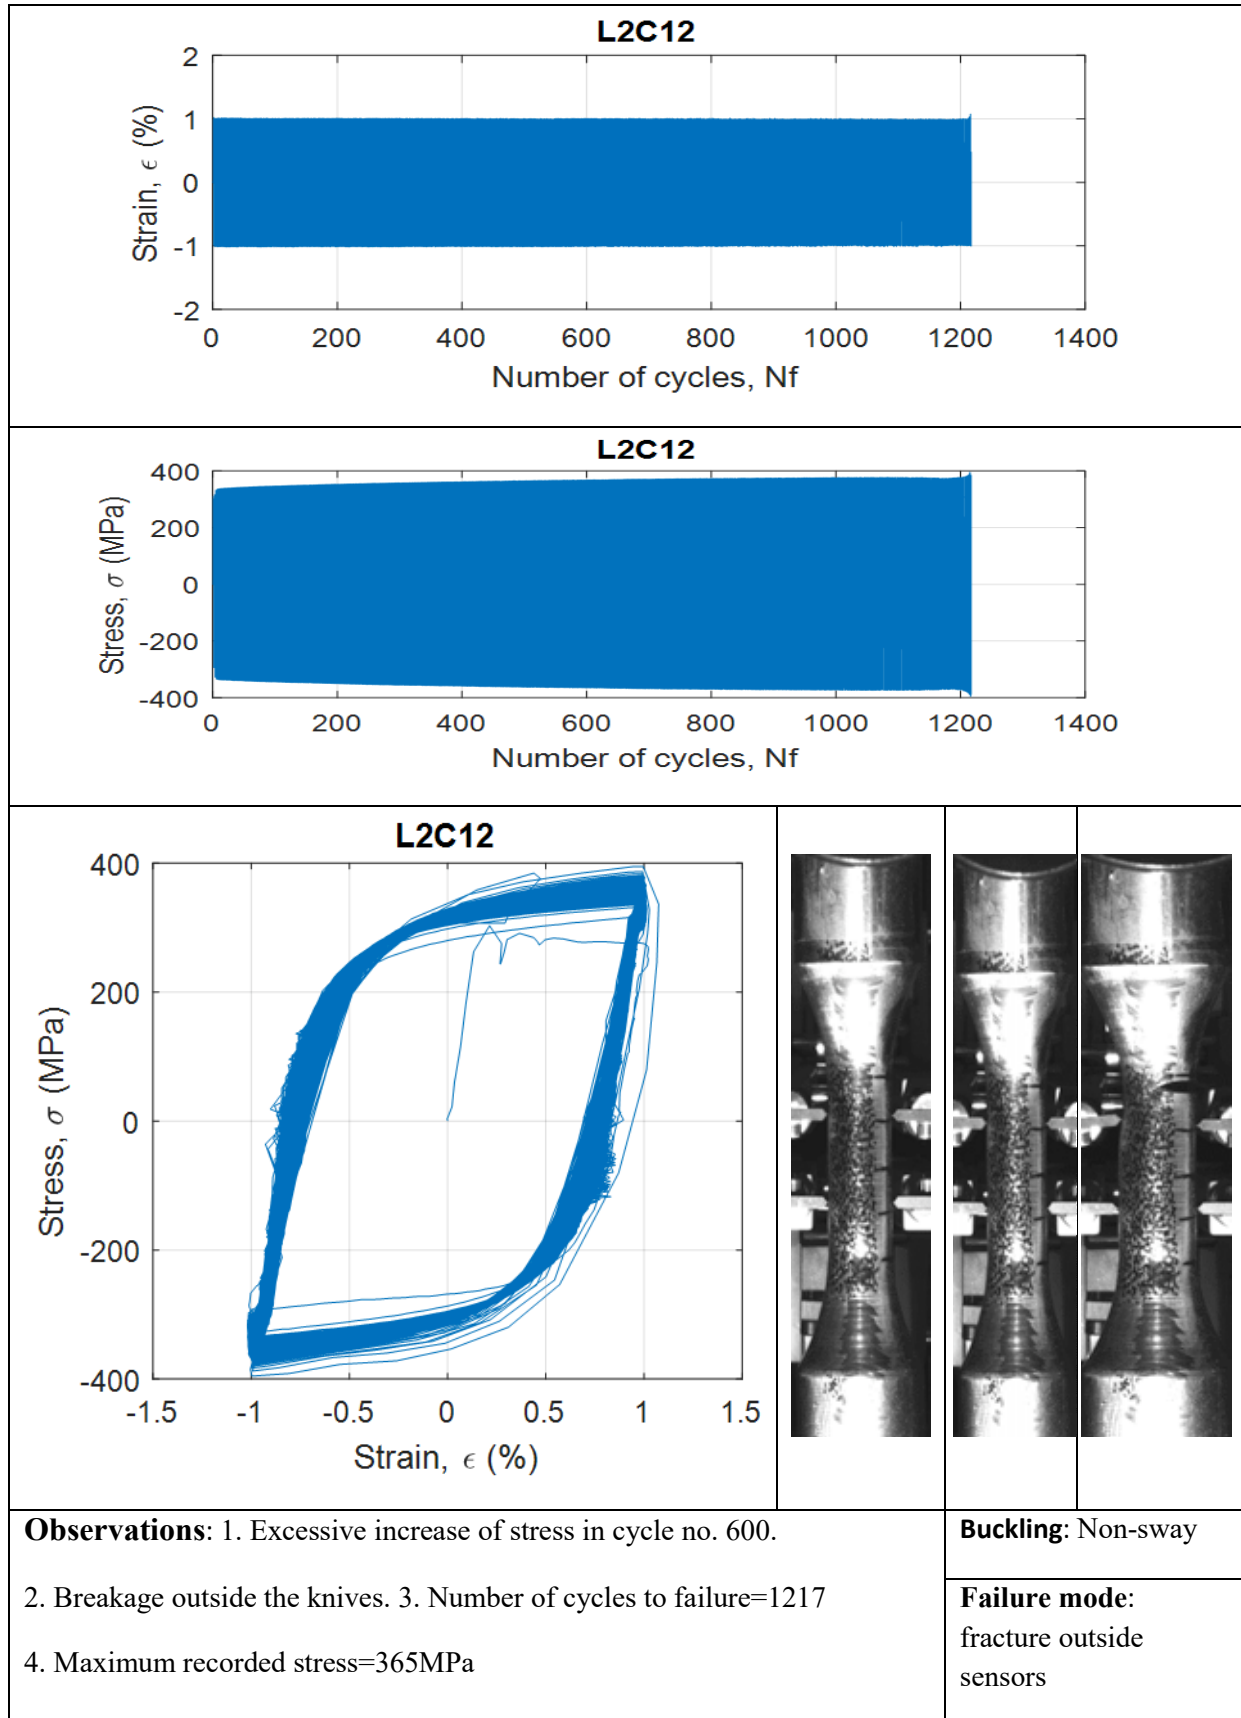 L2C12
2
1
0
-1
-2
Strain, ϵ (%)
0 200 400 600 800 1000 1200 1400
Number of cycles, Nf
L2C12
400
200
0
-200
-400
Stress, σ (MPa)
0 200 400 600 800 1000 1200 1400
Number of cycles, Nf
L2C12
400
200
0
-200
-400
Stress, σ (MPa)
-1.5 -1 -0.5 0 0.5 1 1.5
Strain, ϵ (%)
Observations: 1. Excessive increase of stress in cycle no. 600.
2. Breakage outside the knives. 3. Number of cycles to failure=1217
4. Maximum recorded stress=365MPa
Buckling: Non-sway
Failure mode:
fracture outside
sensors